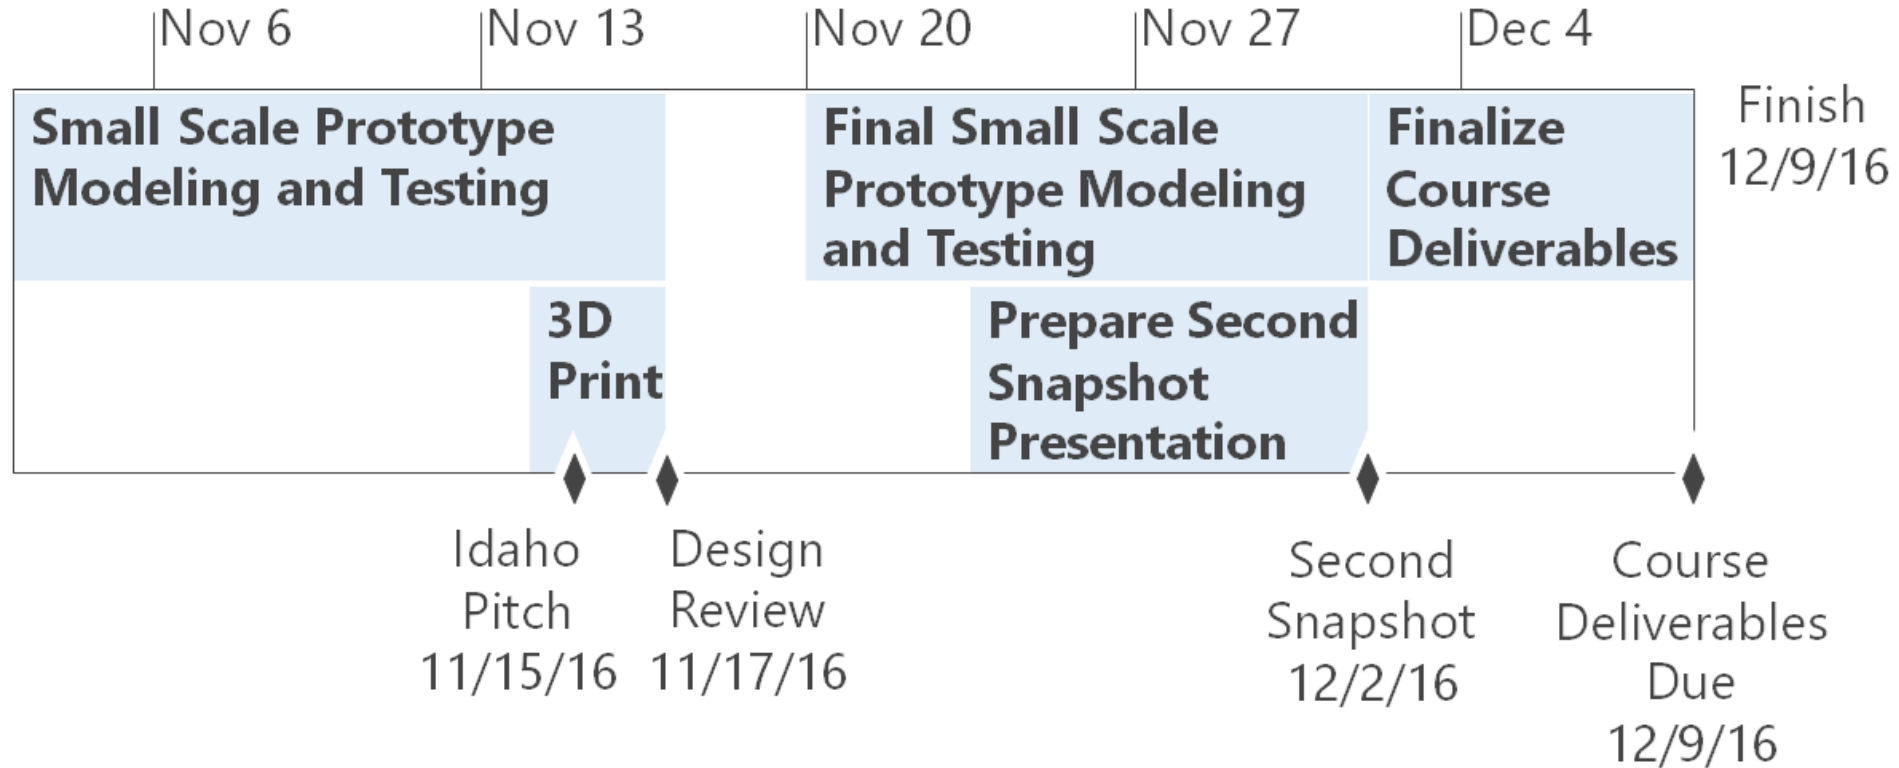 Nov 6
Nov 13
Nov 20
Nov 27
Dec 4
Small Scale Prototype
Modeling and Testing
Final Small Scale
Prototype Modeling
and Testing
Finalize
Course
Deliverables
Finish
12/9/16
3D
Print
Prepare Second
Snapshot
Presentation
Idaho
Pitch
11/15/16
Design
Review
11/17/16
Second
Snapshot
12/2/16
Course
Deliverables
Due
12/9/16